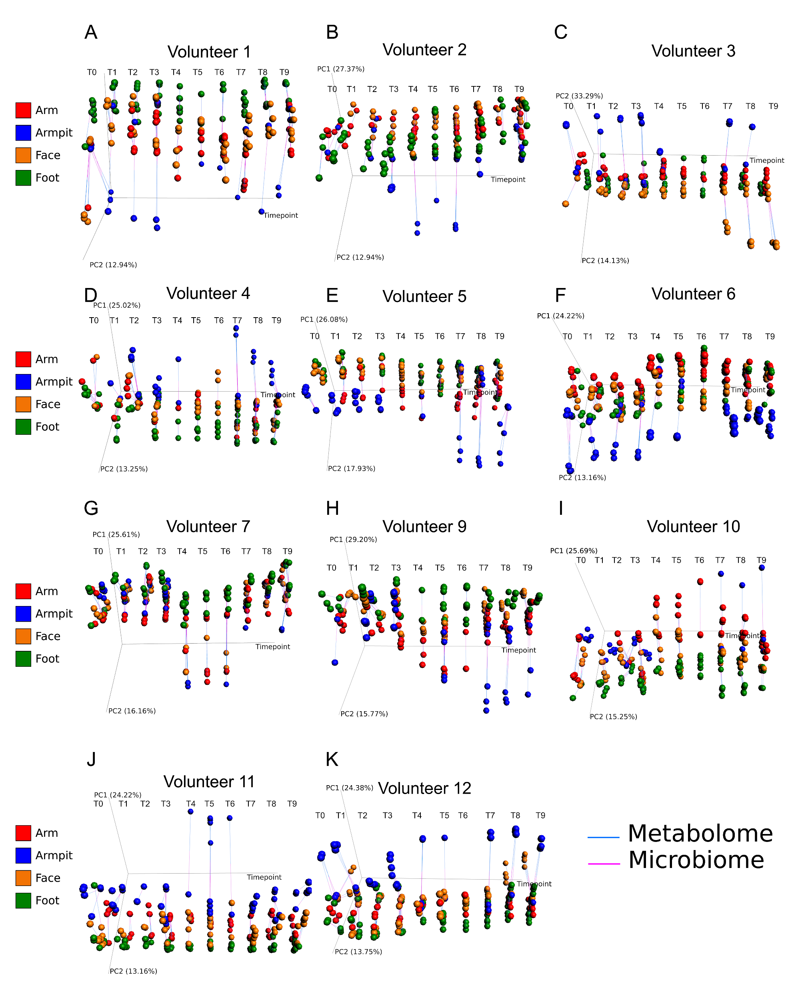 A
Volunteer 1
T0 T1 T2 T3 T4 T5 T6 T7 T8 T9
Arm
Armpit
Face
Foot
Timepoint
PC2 (12.94%)
B
Volunteer 2
PC1 (27.37%)
T0 T1 T2 T3 T4 T5 T6 T7 T8 T9
Timepoint
PC2 (12.94%)
C
Volunteer 3
PC2 (33.29%)
T0 T1 T2 T3 T4 T5 T6 T7 T8 T9
Timepoint
PC2 (14.13%)
D
Volunteer 4
PC1 (25.02%)
T0 T1 T2 T3 T4 T5 T6 T7 T8 T9
Arm
Armpit
Face
Foot
Timepoint
PC2 (13.25%)
E
Volunteer 5
PC1 (26.08%)
T0 T1 T2 T3 T4 T5 T6 T7 T8 T9
Timepoint
PC2 (17.93%)
F
Volunteer 6
PC1 (24.22%)
T0 T1 T2 T3 T4 T5 T6 T7 T8 T9
Timepoint
PC2 (13.16%)
G
Volunteer 7
PC1 (25.61%)
T0 T1 T2 T3 T4 T5 T6 T7 T8 T9
Arm
Armpit
Face
Foot
Timepoint
PC2 (16.16%)
H
Volunteer 9
PC1 (29.20%)
T0 T1 T2 T3 T4 T5 T6 T7 T8 T9
Timepoint
PC2 (15.77%)
I
Volunteer 10
PC1 (25.69%)
T0 T1 T2 T3 T4 T5 T6 T7 T8 T9
Timepoint
PC2 (15.25%)
J
Volunteer 11
PC1 (24.22%)
T0 T1 T2 T3 T4 T5 T6 T7 T8 T9
Arm
Armpit
Face
Foot
Timepoint
PC2 (13.16%)
K
PC1 (24.38%)
Volunteer 12
T0 T1 T2 T3 T4 T5 T6 T7 T8 T9
Timepoint
PC2 (13.75%)
Metabolome
Microbiome